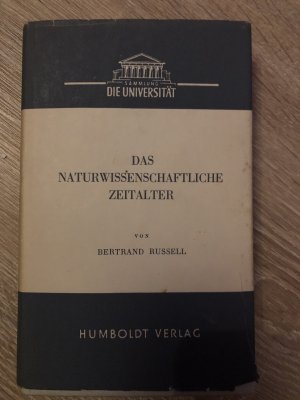 SAMMLUNG
DIE UNIVERSITÄT
DAS
NATURWISSENSCHAFTLICHE
ZEITALTER
VON
BERTRAND RUSSELL
HUMBOLDT VERLAG